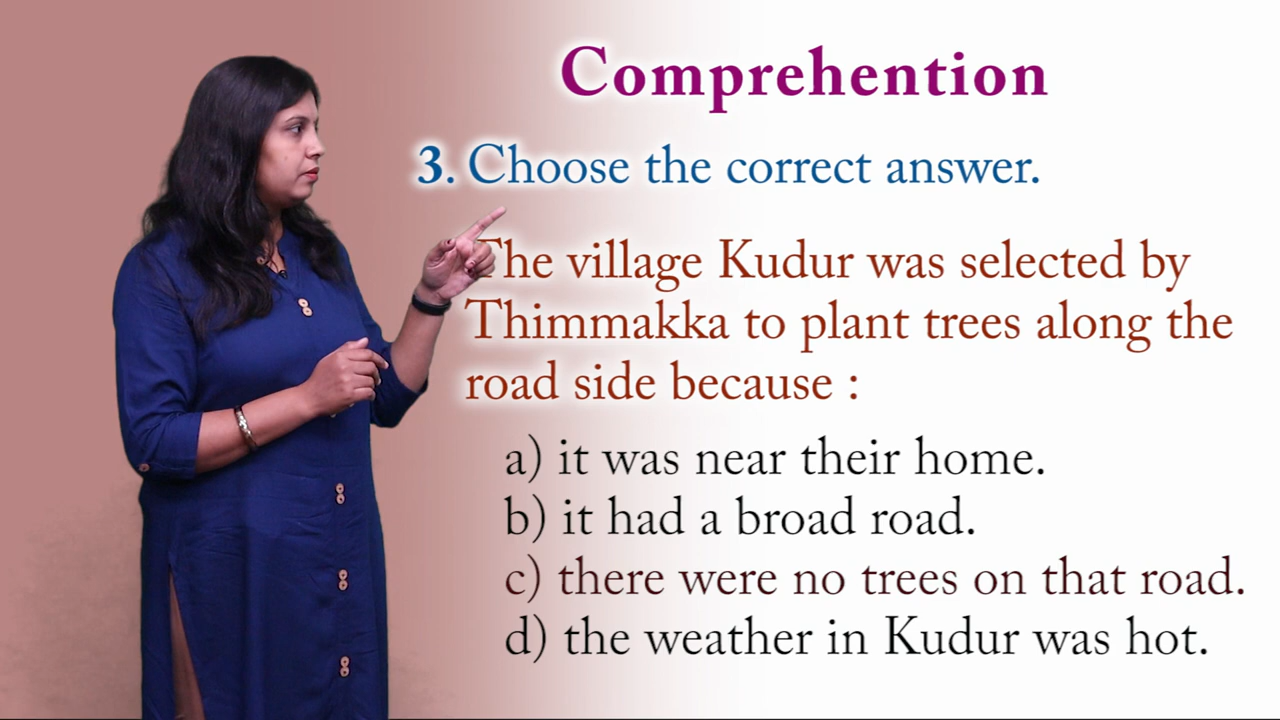 Comprehention
3. Choose the correct answer.
The village Kudur was selected by
Thimmakka to plant trees along the
road side because :
a) it was near their home.
b) it had a broad road.
c) there were no trees on that road.
d) the weather in Kudur was hot.